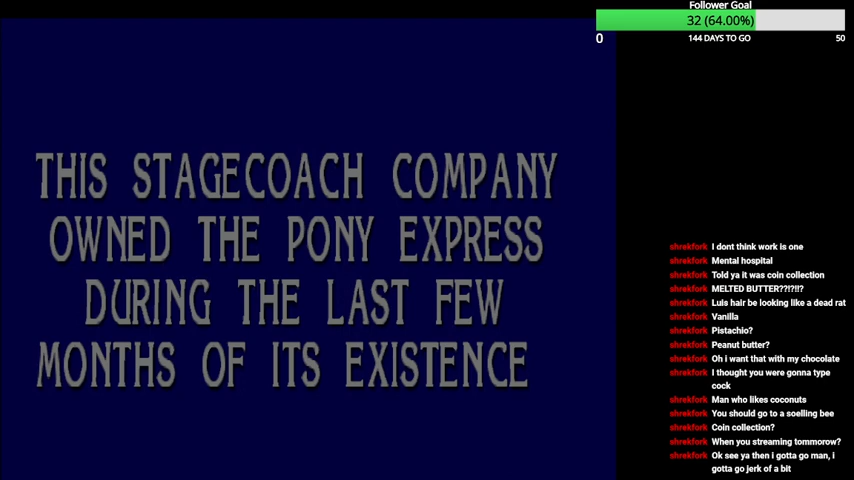 Follower Goal
32 (64.00%)
0
144 DAYS TO GO
50
THIS STAGECOACH COMPANY
OWNED THE PONY EXPRESS
DURING THE LAST FEW
MONTHS OF ITS EXISTENCE
shrekfork I dont think work is one
shrekfork Mental hospital
shrekfork Told ya it was coin collection
shrekfork MELTED BUTTER??!?!!?
shrekfork Luis hair be looking like a dead rat
shrekfork Vanilla
shrekfork Pistachio?
shrekfork Peanut butter?
shrekfork Oh i want that with my chocolate
shrekfork I thought you were gonna type
cock
shrekfork Man who likes coconuts
shrekfork You should go to a soelling bee
shrekfork Coin collection?
shrekfork When you streaming tommorow?
shrekfork Ok see ya then i gotta go man, i
gotta go jerk of a bit